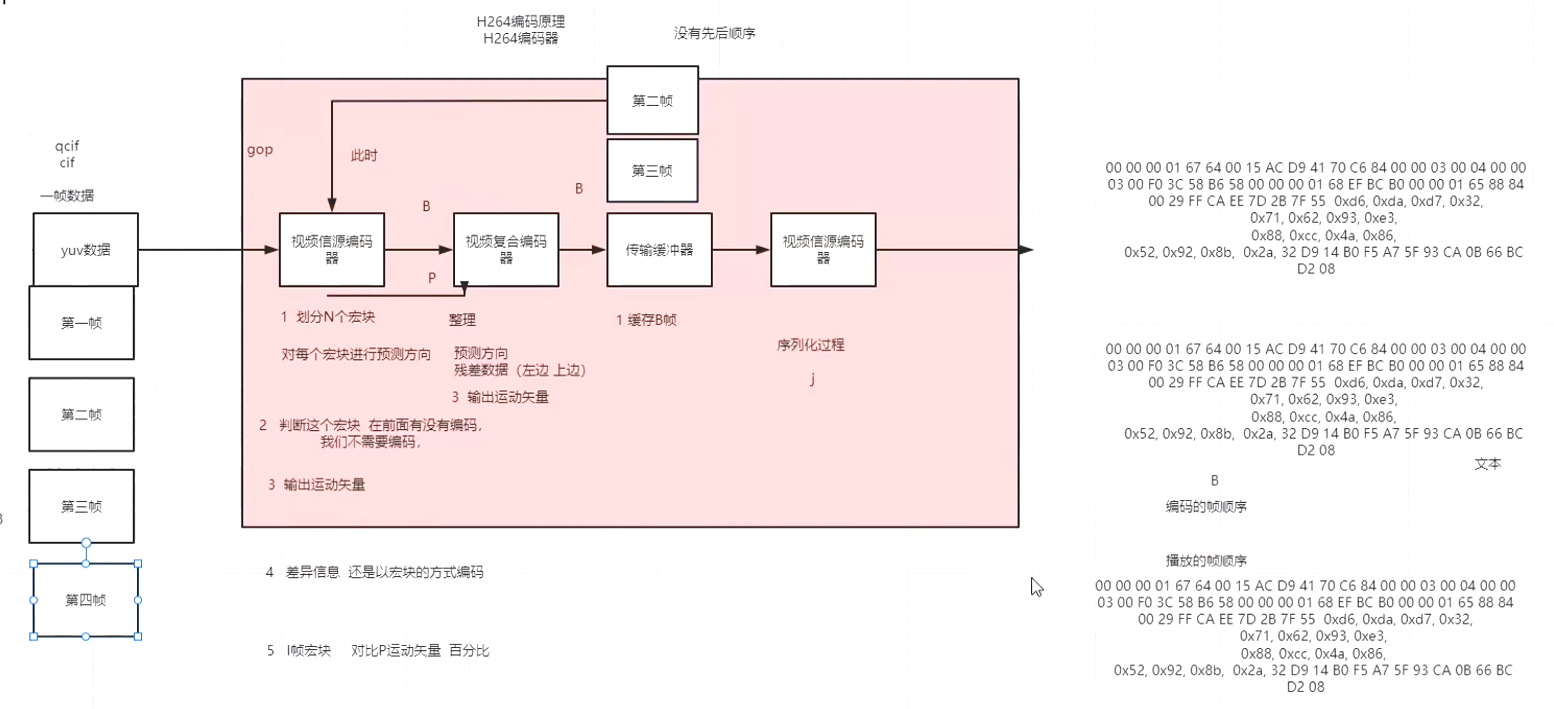 H264编码原理
H264编码器
没有先后顺序
第二帧
第三帧
qcif
cif
一帧数据
yuv数据
第一帧
第二帧
第三帧
第四帧
gop
此时
B
B
P
视频信源编码
器
视频复合编码
器
传输缓冲器
视频信源编码
器
1 划分N个宏块
对每个宏块进行预测方向
整理
预测方向
残差数据（左边 上边）
3 输出运动矢量
1 缓存B帧
序列化过程
j
2 判断这个宏块 在前面有没有编码，
我们不需要编码，
3 输出运动矢量
4 差异信息 还是以宏块的方式编码
5 I帧宏块 对比P运动矢量 百分比
00 00 00 01 67 64 00 15 AC D9 41 70 C6 84 00 00 03 00 04 00 00
03 00 F0 3C 58 B6 58 00 00 00 01 68 EF BC B0 00 00 01 65 88 84
00 29 FF CA EE 7D 2B 7F 55 0xd6, 0xda, 0xd7, 0x32,
0x71, 0x62, 0x93, 0xe3,
0x88, 0xcc, 0x4a, 0x86,
0x52, 0x92, 0x8b, 0x2a, 32 D9 14 B0 F5 A7 5F 93 CA 0B 66 BC
D2 08
00 00 00 01 67 64 00 15 AC D9 41 70 C6 84 00 00 03 00 04 00 00
03 00 F0 3C 58 B6 58 00 00 00 01 68 EF BC B0 00 00 01 65 88 84
00 29 FF CA EE 7D 2B 7F 55 0xd6, 0xda, 0xd7, 0x32,
0x71, 0x62, 0x93, 0xe3,
0x88, 0xcc, 0x4a, 0x86,
0x52, 0x92, 0x8b, 0x2a, 32 D9 14 B0 F5 A7 5F 93 CA 0B 66 BC
D2 08
文本
B
编码的帧顺序
播放的帧顺序
00 00 00 01 67 64 00 15 AC D9 41 70 C6 84 00 00 03 00 04 00 00
03 00 F0 3C 58 B6 58 00 00 00 01 68 EF BC B0 00 00 01 65 88 84
00 29 FF CA EE 7D 2B 7F 55 0xd6, 0xda, 0xd7, 0x32,
0x71, 0x62, 0x93, 0xe3,
0x88, 0xcc, 0x4a, 0x86,
0x52, 0x92, 0x8b, 0x2a, 32 D9 14 B0 F5 A7 5F 93 CA 0B 66 BC
D2 08